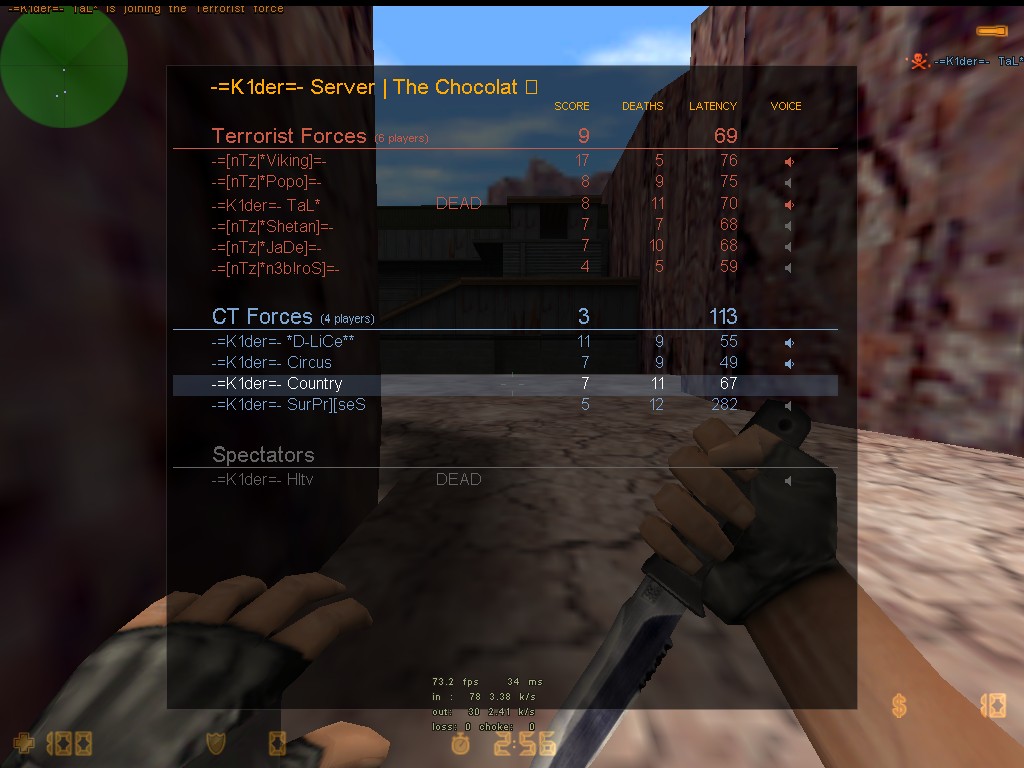 -=K1der=- TaL* is joining the Terrorist force
-=K1der=- TaL*
-=K1der=- Server | The Chocolat
SCORE DEATHS LATENCY VOICE
Terrorist Forces (6 players) 9 69
-=[nTz|*Viking]=- 17 5 76
-=[nTz|*Popo]=- 8 9 75
-=K1der=- TaL* DEAD 8 11 70
-=[nTz|*Shetan]=- 7 7 68
-=[nTz|*JaDe]=- 7 10 68
-=[nTz|*n3b!roS]=- 4 5 59
CT Forces (4 players) 3 113
-=K1der=- *D-LiCe** 11 9 55
-=K1der=- Circus 7 9 49
-=K1der=- Country 7 11 67
-=K1der=- SurPr][seS 5 12 282
Spectators
-=K1der=- Hltv DEAD
73.2 fps 34 ms
in : 78 3.38 k/s
out: 30 2.41 k/s
loss: 0 choke: 0
100 0 2:56 $ 0